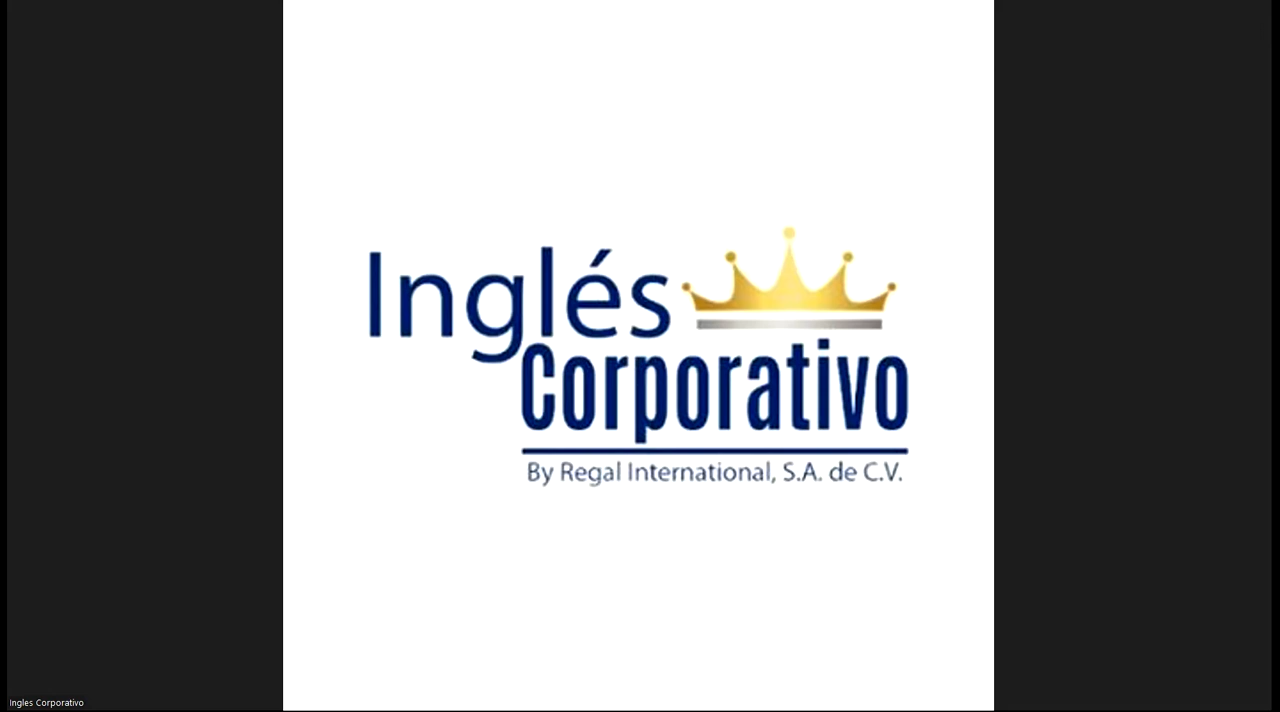 Inglés
Corporativo
By Regal International, S.A. de C.V.
Ingles Corporativo